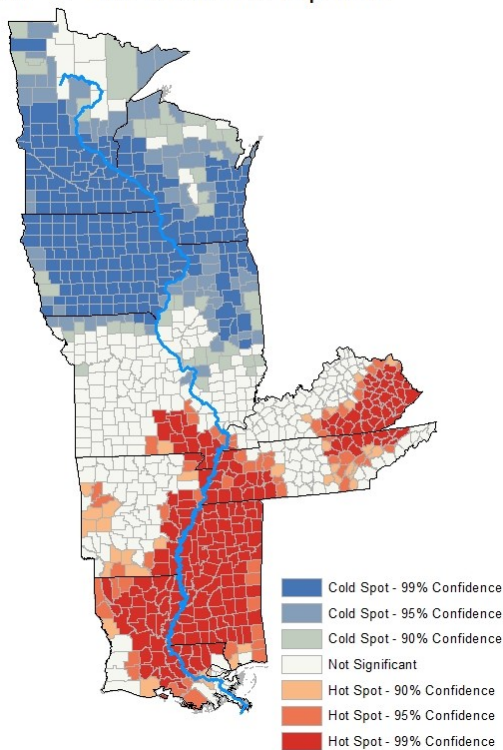 Cold Spot - 99% Confidence
Cold Spot - 95% Confidence
Cold Spot - 90% Confidence
Not Significant
Hot Spot - 90% Confidence
Hot Spot - 95% Confidence
Hot Spot - 99% Confidence